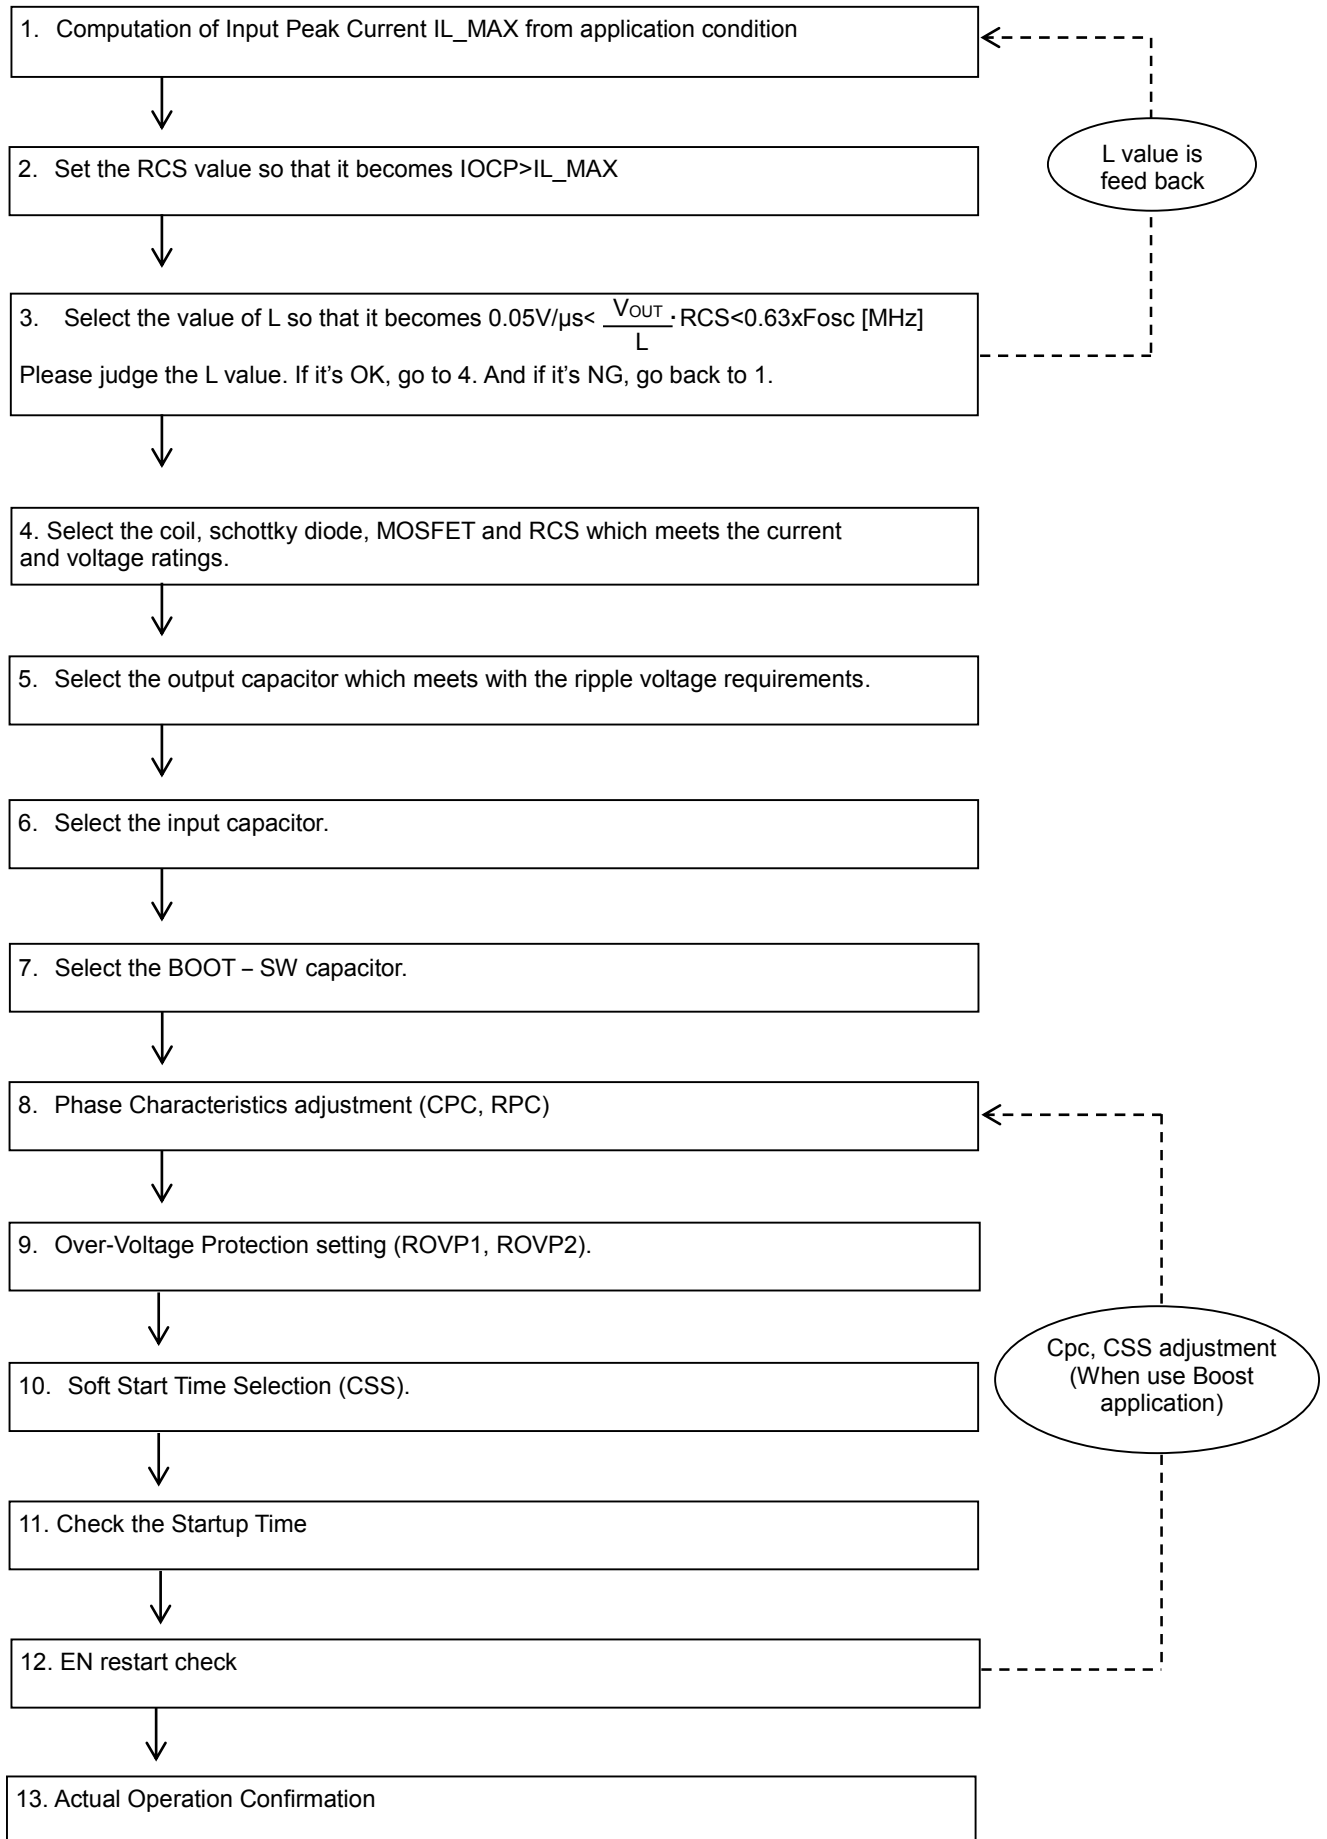 1. Computation of Input Peak Current IL_MAX from application condition
2. Set the RCS value so that it becomes IOCP>IL_MAX
L value is
feed back
3. Select the value of L so that it becomes 0.05V/µs< VOUT/L ·RCS<0.63xFosc [MHz]
Please judge the L value. If it's OK, go to 4. And if it's NG, go back to 1.
4. Select the coil, schottky diode, MOSFET and RCS which meets the current
and voltage ratings.
5. Select the output capacitor which meets with the ripple voltage requirements.
6. Select the input capacitor.
7. Select the BOOT – SW capacitor.
8. Phase Characteristics adjustment (CPC, RPC)
9. Over-Voltage Protection setting (ROVP1, ROVP2).
10. Soft Start Time Selection (CSS).
Cpc, CSS adjustment
(When use Boost
application)
11. Check the Startup Time
12. EN restart check
13. Actual Operation Confirmation